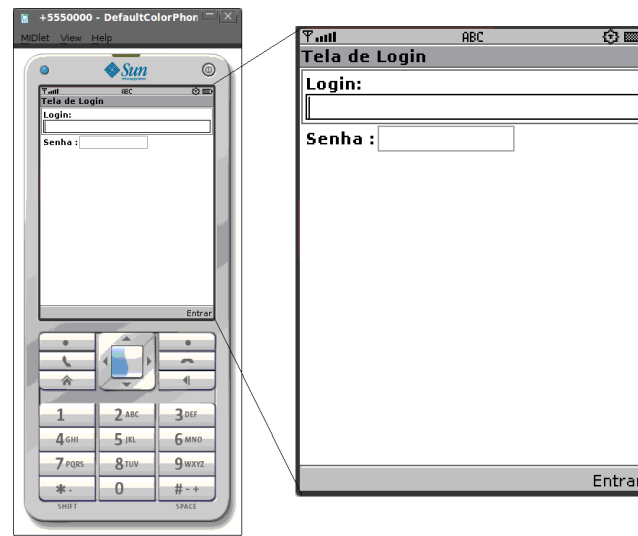 +5550000 - DefaultColorPhon
MIDlet View Help
Sun
ABC
Tela de Login
Login:
Senha :
Entrar
1
2 ABC
3 DEF
4 GHI
5 JKL
6 MNO
7 PQRS
8 TUV
9 WXYZ
* .
0
# - +
SHIFT
SPACE
ABC
Tela de Login
Login:
Senha :
Entrar